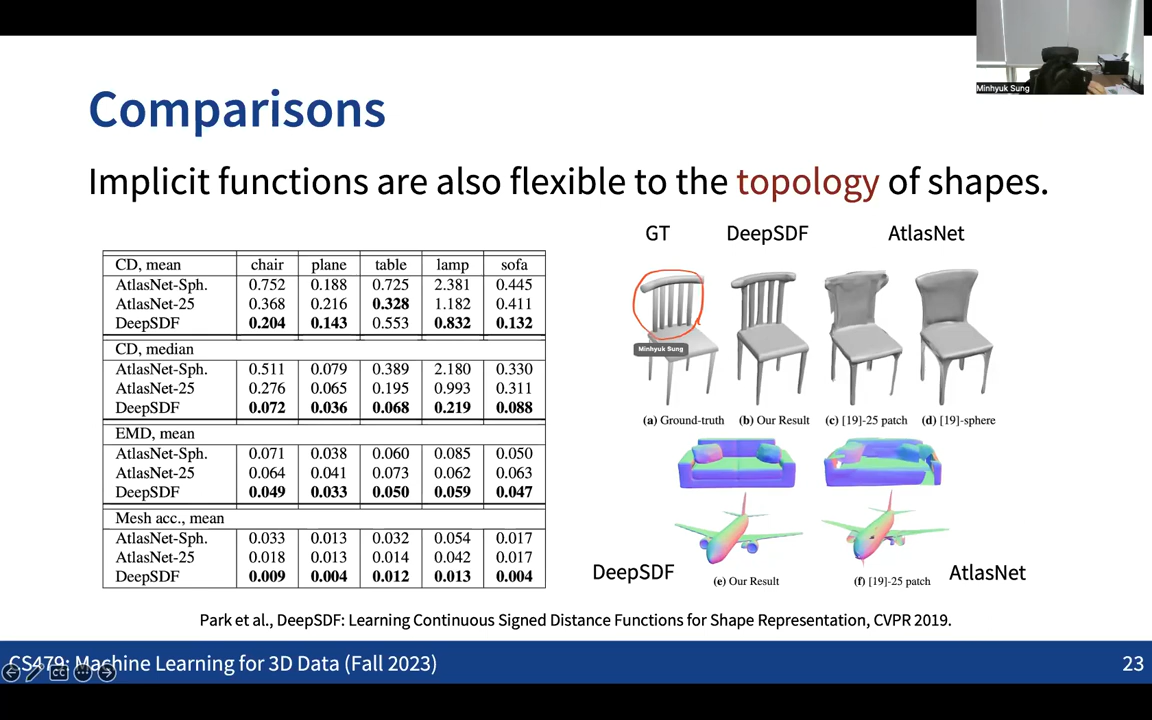 Minhyuk Sung
Comparisons
Implicit functions are also flexible to the topology of shapes.
GT DeepSDF AtlasNet
CD, mean chair plane table lamp sofa
AtlasNet-Sph. 0.752 0.188 0.725 2.381 0.445
AtlasNet-25 0.368 0.216 0.328 1.182 0.411
DeepSDF 0.204 0.143 0.553 0.832 0.132
CD, median
AtlasNet-Sph. 0.511 0.079 0.389 2.180 0.330
AtlasNet-25 0.276 0.065 0.195 0.993 0.311
DeepSDF 0.072 0.036 0.068 0.219 0.088
EMD, mean
AtlasNet-Sph. 0.071 0.038 0.060 0.085 0.050
AtlasNet-25 0.064 0.041 0.073 0.062 0.063
DeepSDF 0.049 0.033 0.050 0.059 0.047
Mesh acc., mean
AtlasNet-Sph. 0.033 0.013 0.032 0.054 0.017
AtlasNet-25 0.018 0.013 0.014 0.042 0.017
DeepSDF 0.009 0.004 0.012 0.013 0.004
Minhyuk Sung
(a) Ground-truth (b) Our Result (c) [19]-25 patch (d) [19]-sphere
DeepSDF (e) Our Result (f) [19]-25 patch AtlasNet
Park et al., DeepSDF: Learning Continuous Signed Distance Functions for Shape Representation, CVPR 2019.
CS479: Machine Learning for 3D Data (Fall 2023) 23
CC